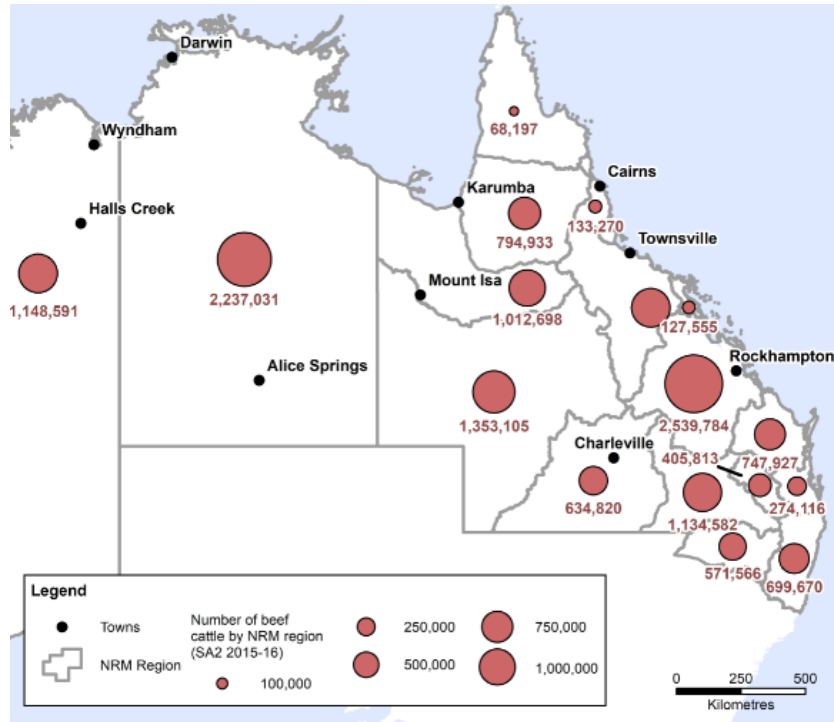 Darwin
Wyndham
68,197
Cairns
Karumba
Halls Creek
133,270
794,933
Townsville
Mount Isa
2,237,031
1,148,591
1,012,698
127,555
Rockhampton
Alice Springs
1,353,105
2,539,784
Charleville
405,813
747,927
634,820
274,116
1,134,582
571,566
699,670
Legend
Towns
NRM Region
Number of beef
cattle by NRM region
(SA2 2015-16)
100,000
250,000
500,000
750,000
1,000,000
0 250 500
Kilometres